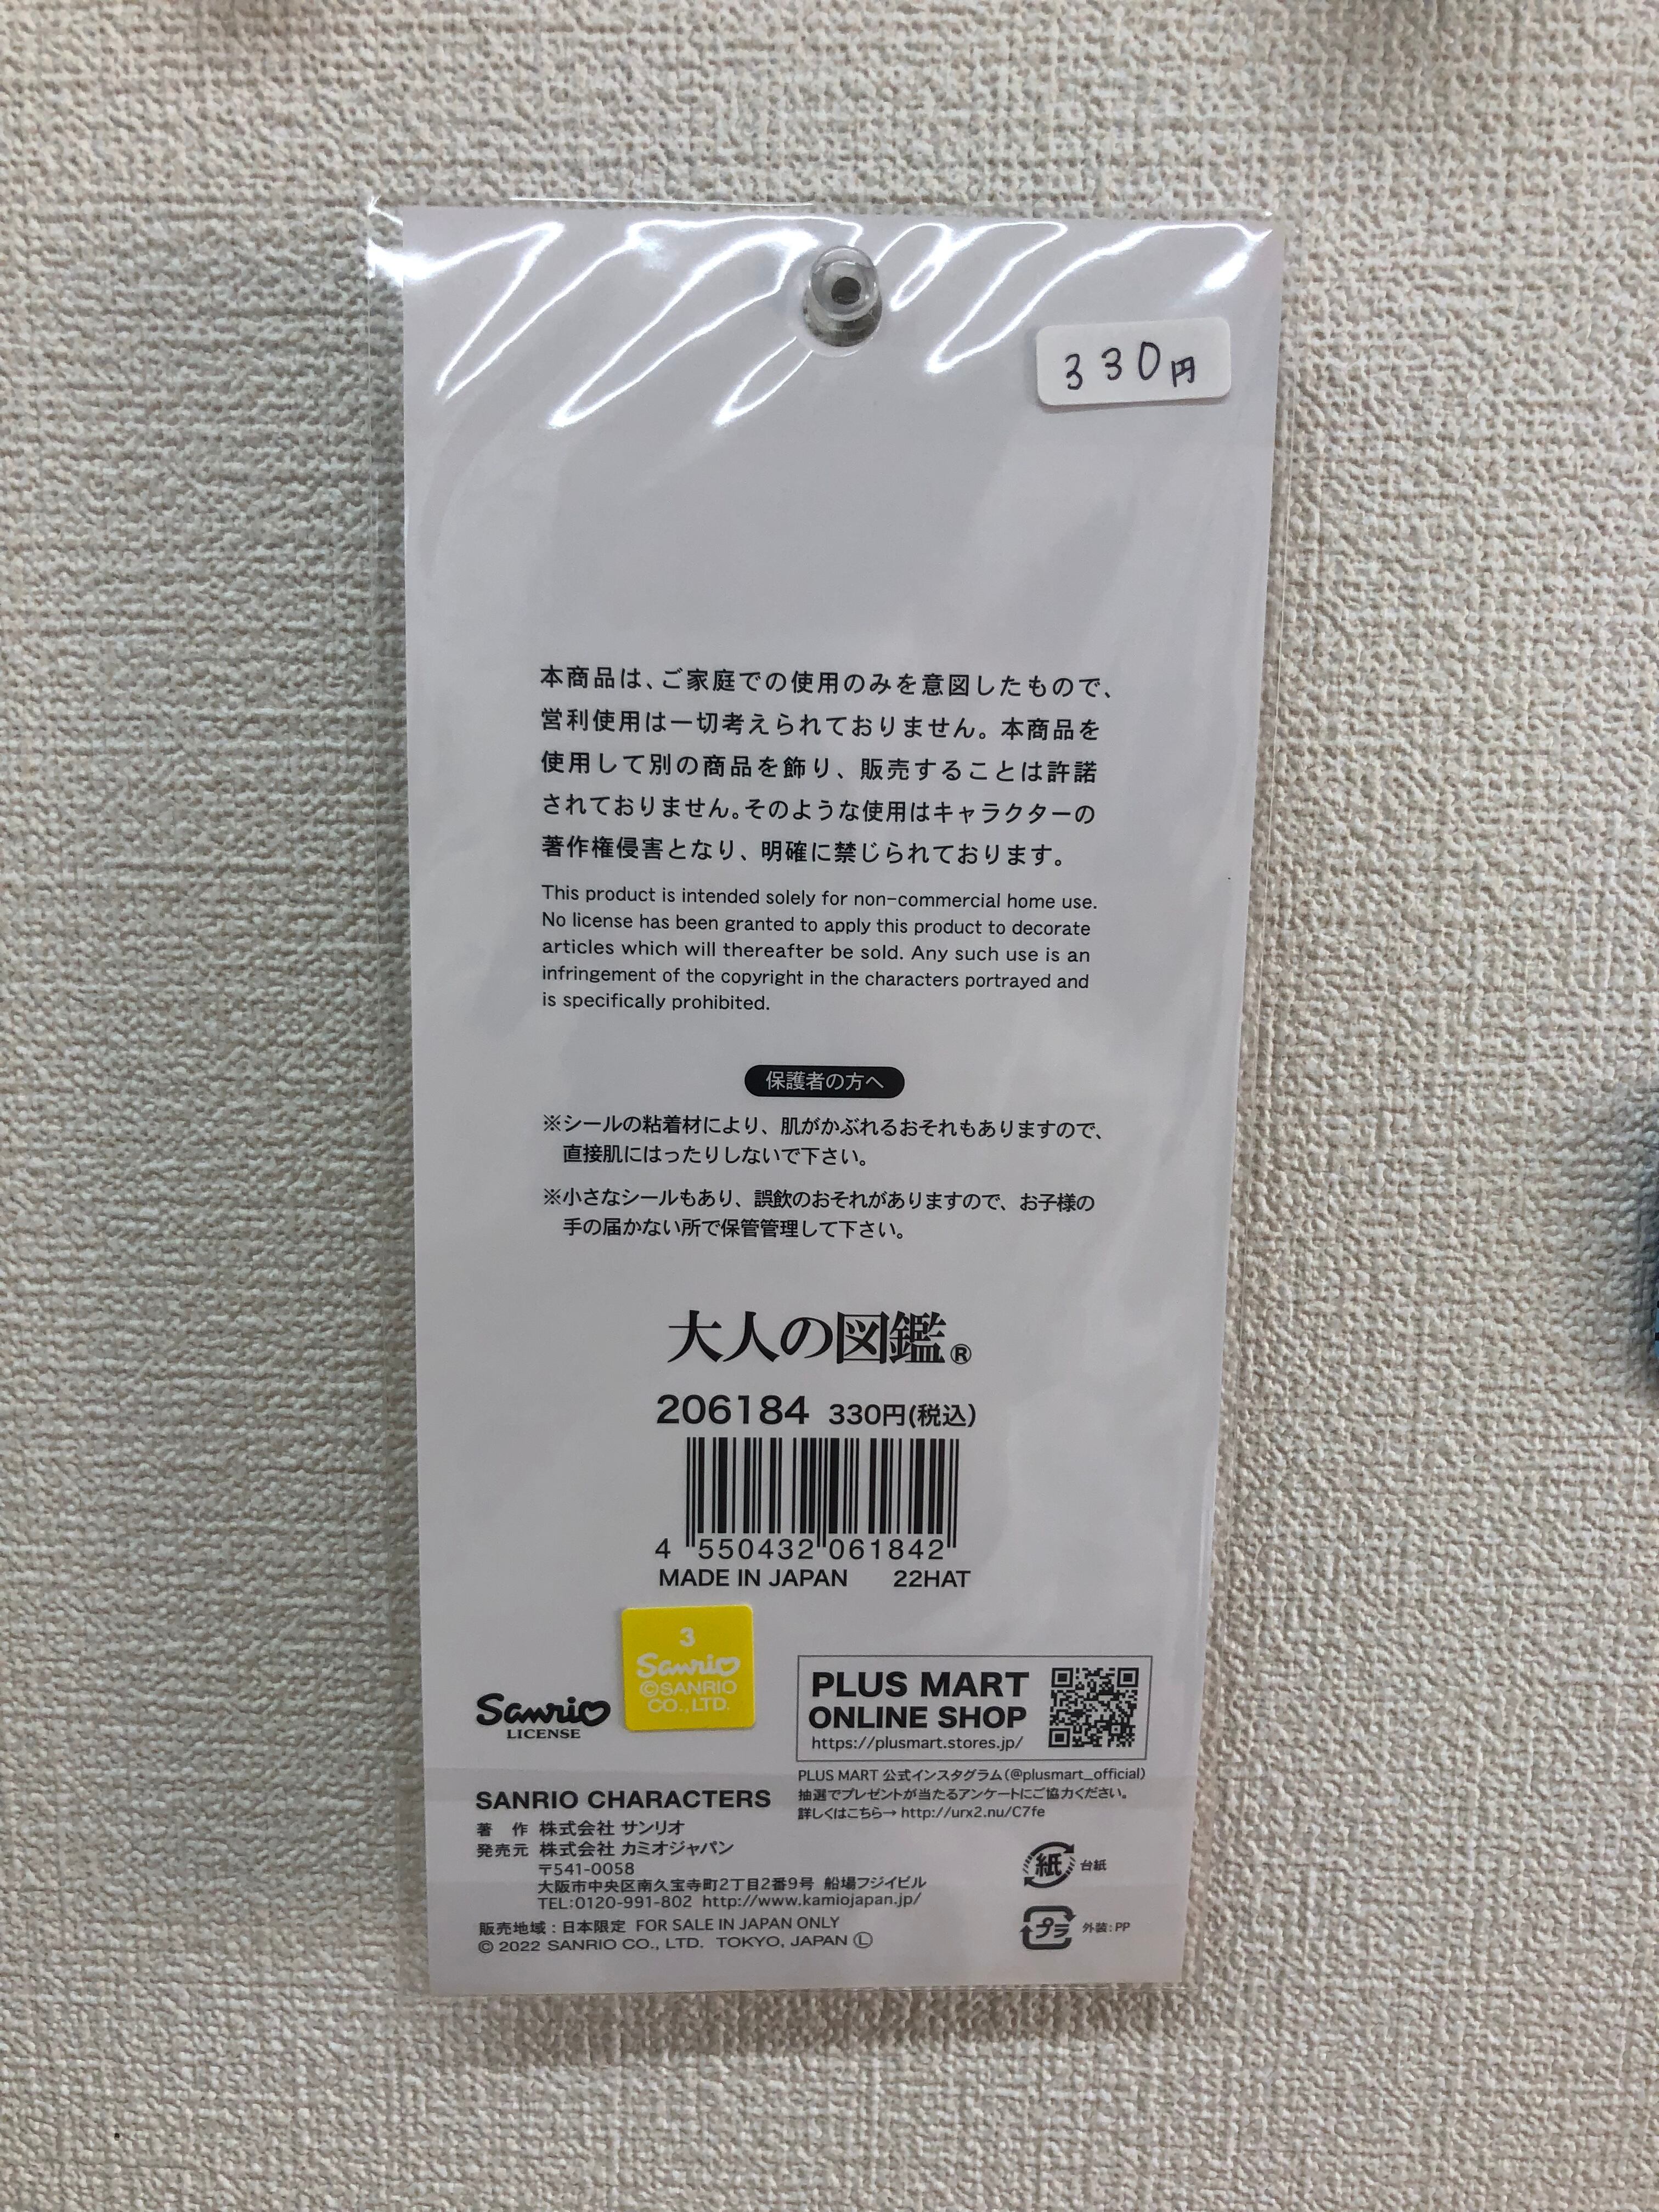 330円
本商品は、ご家庭での使用のみを意図したもので、
営利使用は一切考えられておりません。本商品を
使用して別の商品を飾り、販売することは許諾
されておりません。そのような使用はキャラクターの
著作権侵害となり、明確に禁じられております。
This product is intended solely for non-commercial home use.
No license has been granted to apply this product to decorate
articles which will thereafter be sold. Any such use is an
infringement of the copyright in the characters portrayed and
is specifically prohibited.
保護者の方へ
※シールの粘着材により、肌がかぶれるおそれもありますので、
直接肌にはったりしないで下さい。
※小さなシールもあり、誤飲のおそれがありますので、お子様の
手の届かない所で保管管理して下さい。
大人の図鑑®
206184 330円(税込)
4 550432 061842
MADE IN JAPAN 22HAT
3
Sanrio
©SANRIO
CO., LTD.
Sanrio
LICENSE
PLUS MART
ONLINE SHOP
https://plusmart.stores.jp/
PLUS MART 公式インスタグラム(@plusmart_official)
抽選でプレゼントが当たるアンケートにご協力ください。
詳しくはこちら→ http://urx2.nu/C7fe
SANRIO CHARACTERS
著 作 株式会社 サンリオ
発売元 株式会社 カミオジャパン
〒541-0058
大阪市中央区南久宝寺町2丁目2番9号 船場フジイビル
TEL:0120-991-802 http://www.kamiojapan.jp/
販売地域:日本限定 FOR SALE IN JAPAN ONLY
© 2022 SANRIO CO., LTD. TOKYO, JAPAN Ⓛ
紙 台紙
プラ 外装:PP